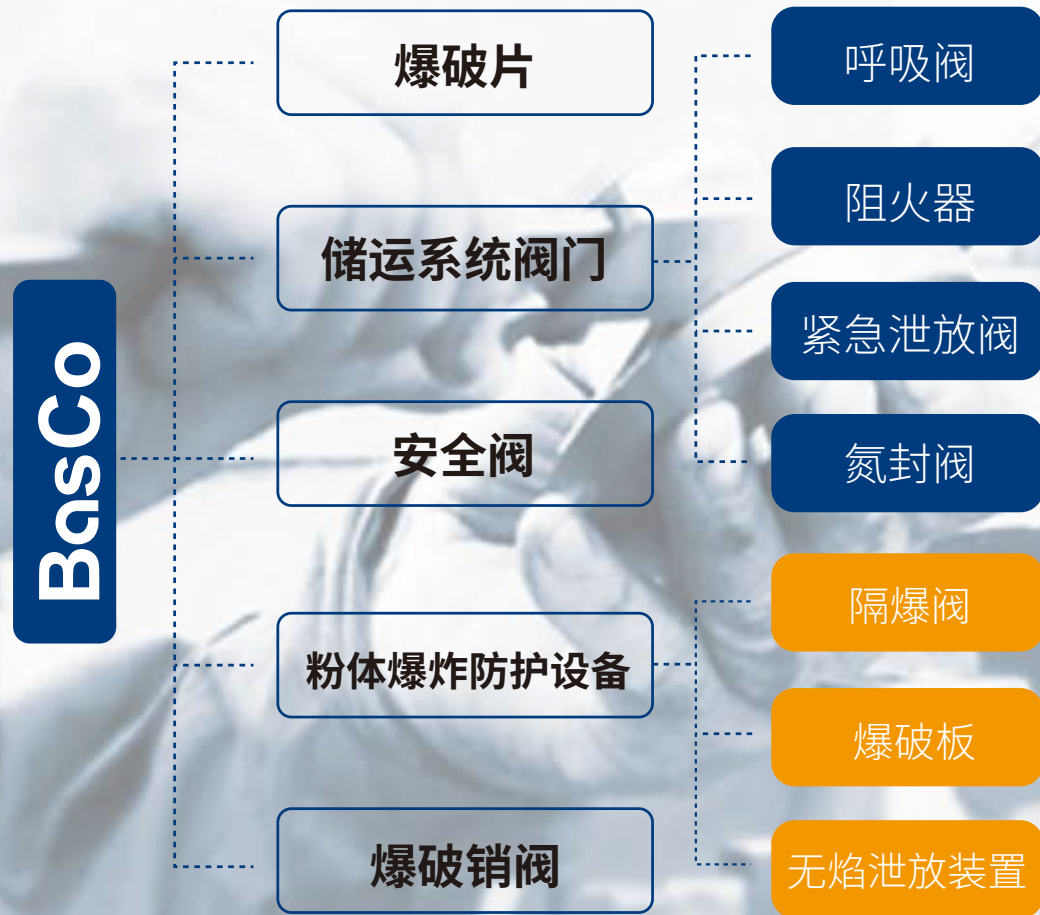 BasCo
爆破片
储运系统阀门
安全阀
粉体爆炸防护设备
爆破销阀
呼吸阀
阻火器
紧急泄放阀
氮封阀
隔爆阀
爆破板
无焰泄放装置